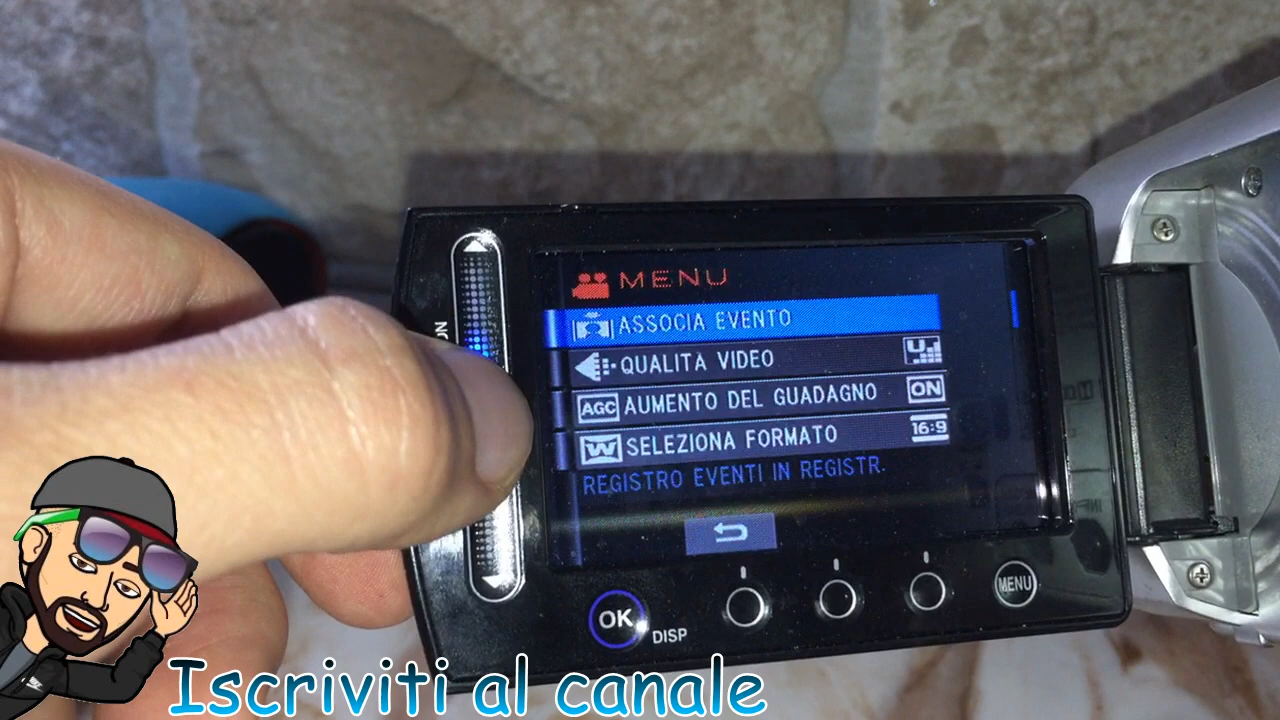 MENU
ASSOCIA EVENTO
QUALITA VIDEO
AGC AUMENTO DEL GUADAGNO ON
W SELEZIONA FORMATO 16:9
REGISTRO EVENTI IN REGISTR.
OK
DISP
MENU
Iscriviti al canale